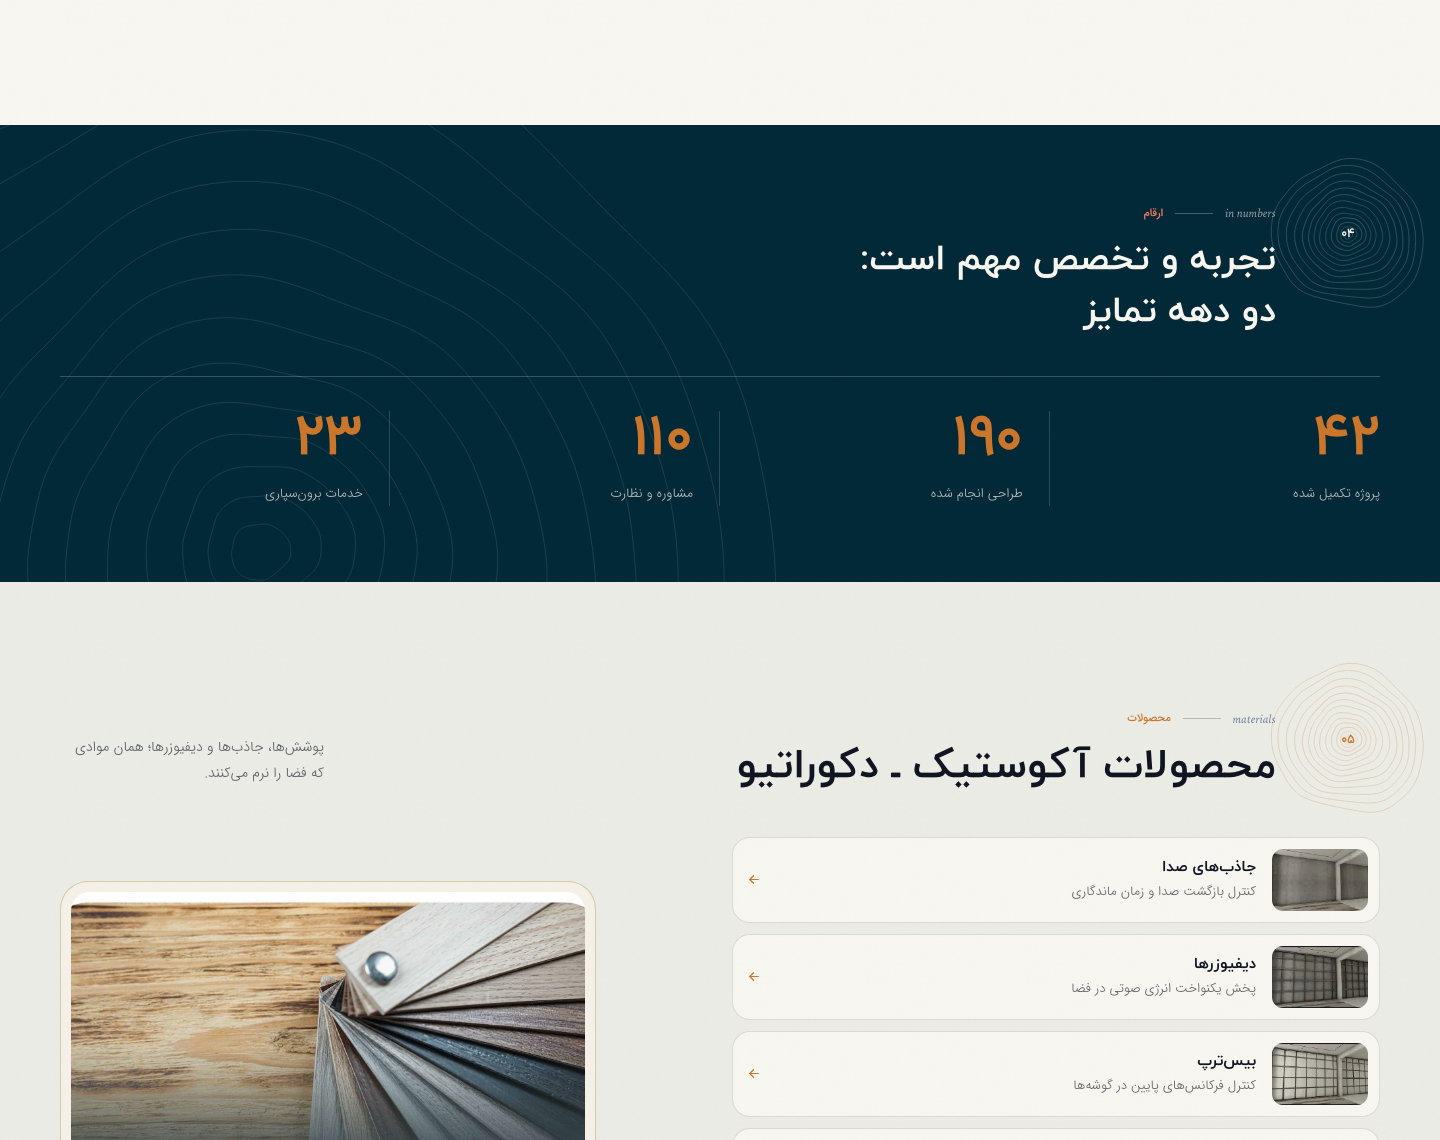 ۰۴
in numbers
ارقام
تجربه و تخصص مهم است:
دو دهه تمایز
۴۲
پروژه تکمیل شده
۱۹۰
طراحی انجام شده
۱۱۰
مشاوره و نظارت
۲۳
خدمات برون‌سپاری
۰۵
materials
محصولات
محصولات آکوستیک ـ دکوراتیو
پوشش‌ها، جاذب‌ها و دیفیوزرها؛ همان موادی
که فضا را نرم می‌کنند.
جاذب‌های صدا
کنترل بازگشت صدا و زمان ماندگاری
دیفیوزرها
پخش یکنواخت انرژی صوتی در فضا
بیس‌ترپ
کنترل فرکانس‌های پایین در گوشه‌ها